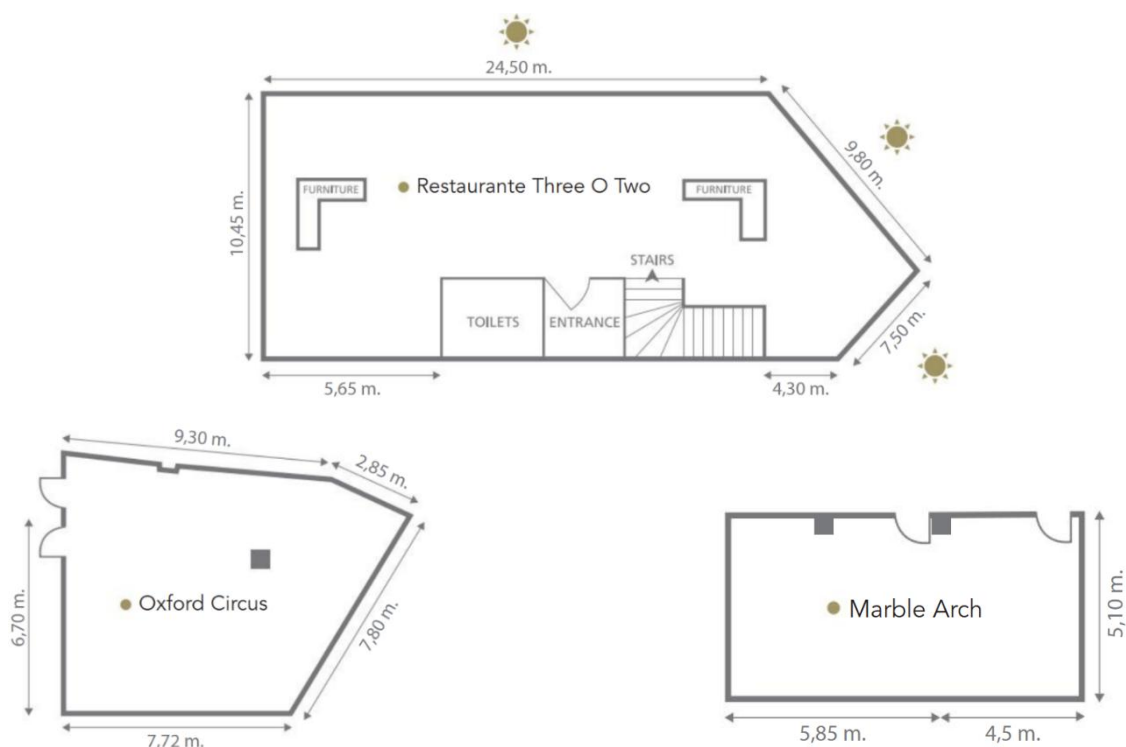 24,50 m.
9,80 m.
10,45 m.
FURNITURE
Restaurante Three O Two
FURNITURE
STAIRS
TOILETS
ENTRANCE
7,50 m.
5,65 m.
4,30 m.
9,30 m.
2,85 m.
6,70 m.
Oxford Circus
7,80 m.
7,72 m.
Marble Arch
5,10 m.
5,85 m.
4,5 m.